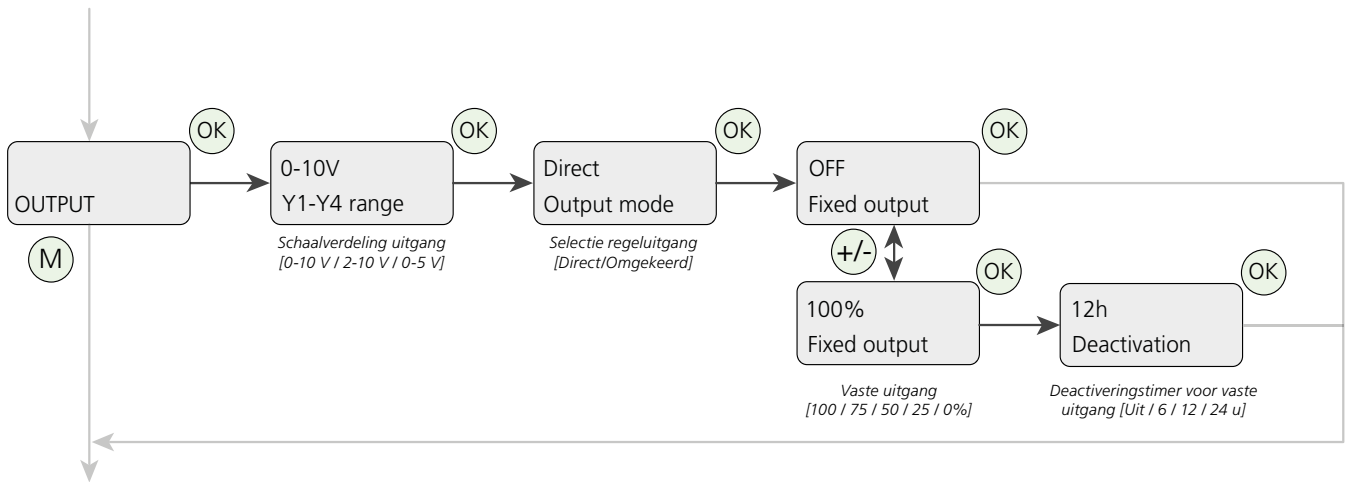 OK
OK
OK
OK
OUTPUT
0-10V
Y1-Y4 range
Direct
Output mode
OFF
Fixed output
M
Schaalverdeling uitgang
[0-10 V / 2-10 V / 0-5 V]
Selectie regeluitgang
[Direct/Omgekeerd]
+/-
OK
OK
100%
Fixed output
12h
Deactivation
Vaste uitgang
[100 / 75 / 50 / 25 / 0%]
Deactiveringstimer voor vaste
uitgang [Uit / 6 / 12 / 24 u]